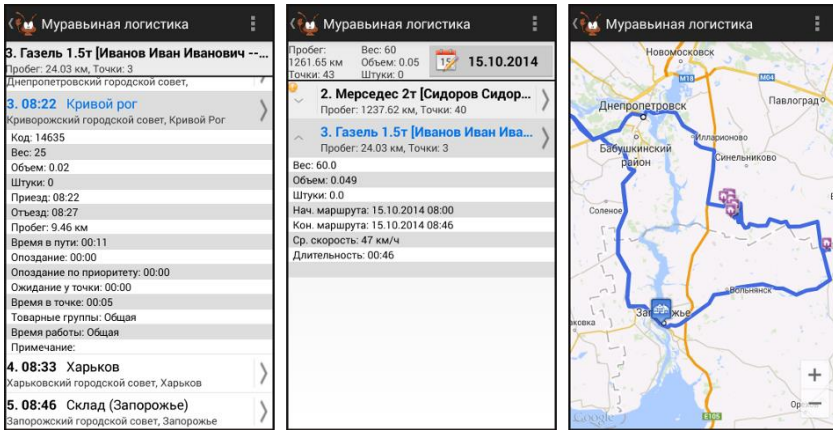 Муравьиная логистика
3. Газель 1.5т [Иванов Иван Иванович --...
Пробег: 24.03 км, Точки: 3
Днепропетровский городской совет,
3. 08:22 Кривой рог
Криворожский городской совет, Кривой Рог
Код: 14635
Вес: 25
Объем: 0.02
Штуки: 0
Приезд: 08:22
Отъезд: 08:27
Пробег: 9.46 км
Время в пути: 00:11
Опоздание: 00:00
Опоздание по приоритету: 00:00
Ожидание у точки: 00:00
Время в точке: 00:05
Товарные группы: Общая
Время работы: Общая
Примечание:
4. 08:33 Харьков
Харьковский городской совет, Харьков
5. 08:46 Склад (Запорожье)
Запорожский городской совет, Запорожье
Муравьиная логистика
Пробег: Вес: 60
1261.65 км Объем: 0.05
Точки: 43 Штуки: 0
15 15.10.2014
2. Мерседес 2т [Сидоров Сидор...
Пробег: 1237.62 км, Точки: 40
3. Газель 1.5т [Иванов Иван Ива...
Пробег: 24.03 км, Точки: 3
Вес: 60.0
Объем: 0.049
Штуки: 0.0
Нач. маршрута: 15.10.2014 08:00
Кон. маршрута: 15.10.2014 08:46
Ср. скорость: 47 км/ч
Длительность: 00:46
Муравьиная логистика
Новомосковск
M18
M04
Павлоград
Днепропетровск
Илларионово
Бабушкинский
район
Синельниково
Соленое
Вольнянск
E105
Google
+
−